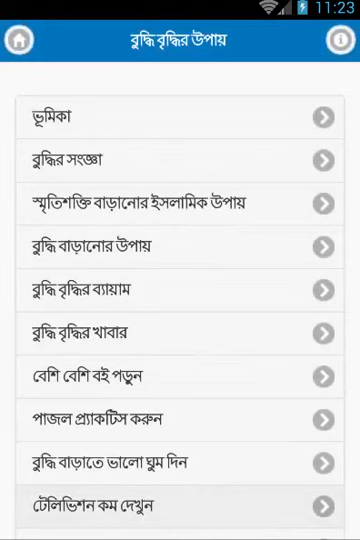 11:23
বুদ্ধি বৃদ্ধির উপায়
ভূমিকা
বুদ্ধির সংজ্ঞা
স্মৃতিশক্তি বাড়ানোর ইসলামিক উপায়
বুদ্ধি বাড়ানোর উপায়
বুদ্ধি বৃদ্ধির ব্যায়াম
বুদ্ধি বৃদ্ধির খাবার
বেশি বেশি বই পড়ুন
পাজল প্র্যাকটিস করুন
বুদ্ধি বাড়াতে ভালো ঘুম দিন
টেলিভিশন কম দেখুন